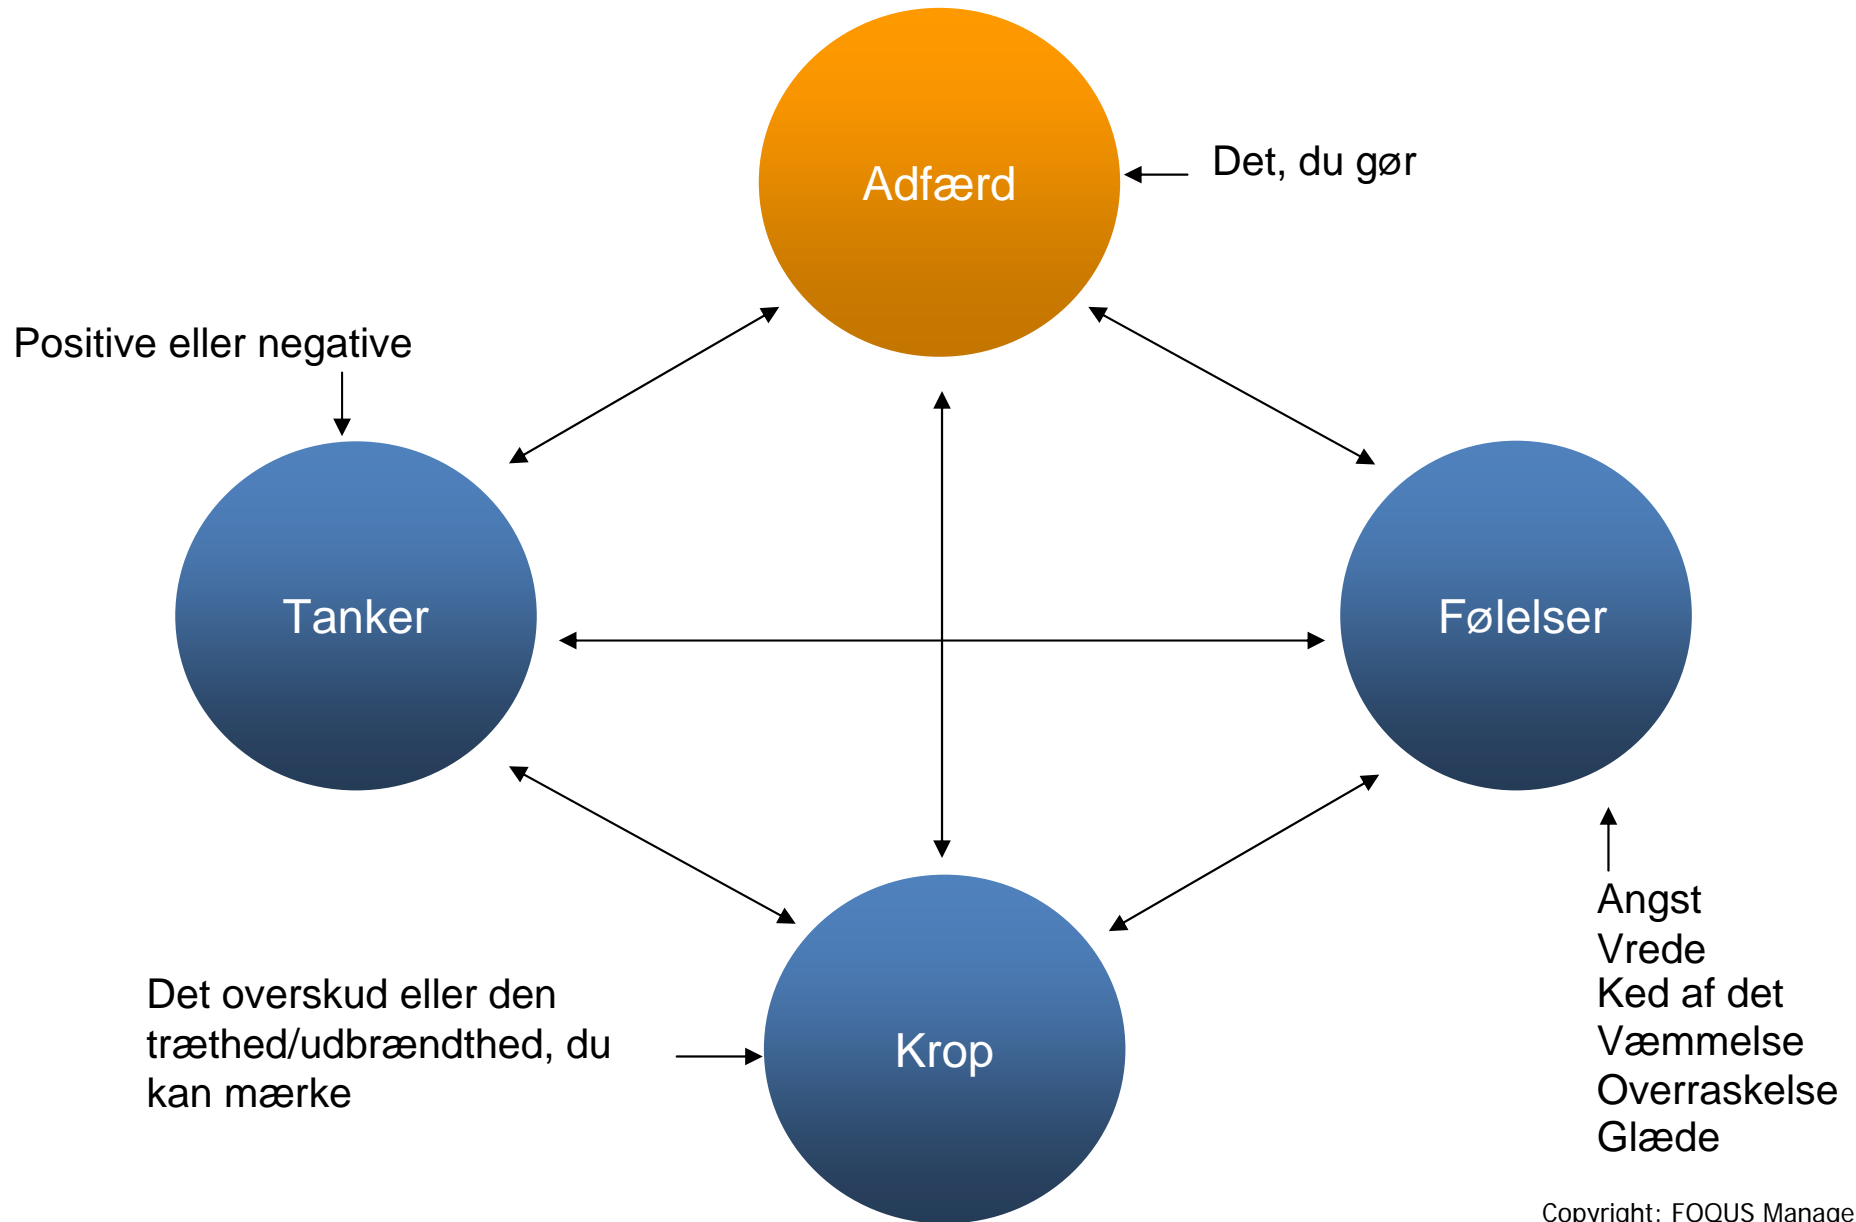 Adfærd
Det, du gør
Positive eller negative
Tanker
Følelser
Angst
Vrede
Ked af det
Væmmelse
Overraskelse
Glæde
Det overskud eller den
træthed/udbrændthed, du
kan mærke
Krop
Copyright: FOQUS Manage